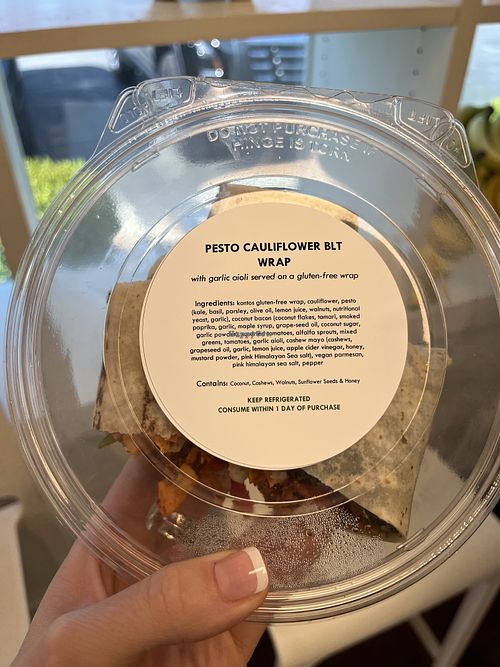 DO NOT PURCHASE IF
HINGE IS TORN
LIFT
PESTO CAULIFLOWER BLT
WRAP
with garlic aioli served on a gluten-free wrap
Ingredients: kontos gluten-free wrap, cauliflower, pesto
(kale, basil, parsley, olive oil, lemon juice, walnuts, nutritional
yeast, garlic), coconut bacon (coconut flakes, tamari, smoked
paprika, garlic, maple syrup, grape-seed oil, coconut sugar,
garlic powder, tomatoes, alfalfa sprouts, mixed
greens, tomatoes, garlic aioli, cashew mayo (cashews,
grapeseed oil, garlic, lemon juice, apple cider vinegar, honey,
mustard powder, pink Himalayan Sea salt), vegan parmesan,
pink himalayan sea salt, pepper
Contains: Coconut, Cashews, Walnuts, Sunflower Seeds & Honey
KEEP REFRIGERATED
CONSUME WITHIN 1 DAY OF PURCHASE